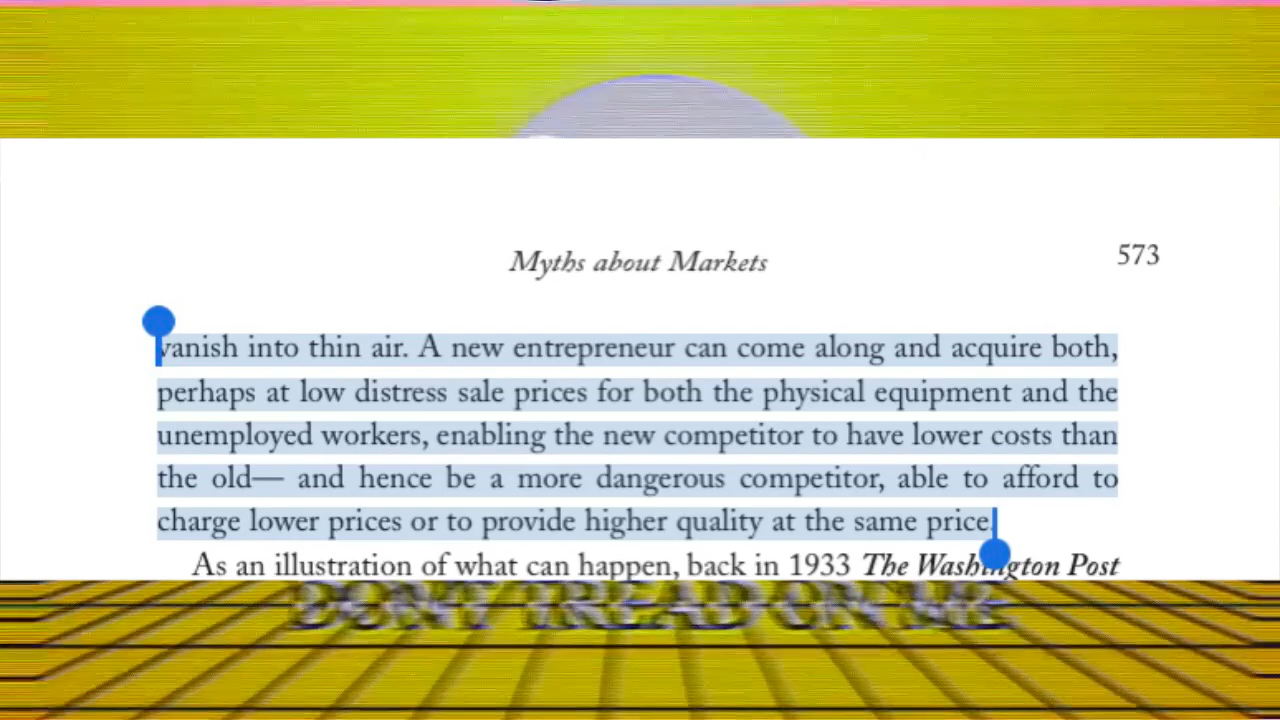 Myths about Markets
573
vanish into thin air. A new entrepreneur can come along and acquire both,
perhaps at low distress sale prices for both the physical equipment and the
unemployed workers, enabling the new competitor to have lower costs than
the old— and hence be a more dangerous competitor, able to afford to
charge lower prices or to provide higher quality at the same price.
As an illustration of what can happen, back in 1933 The Washington Post
DONT TREAD ON ME